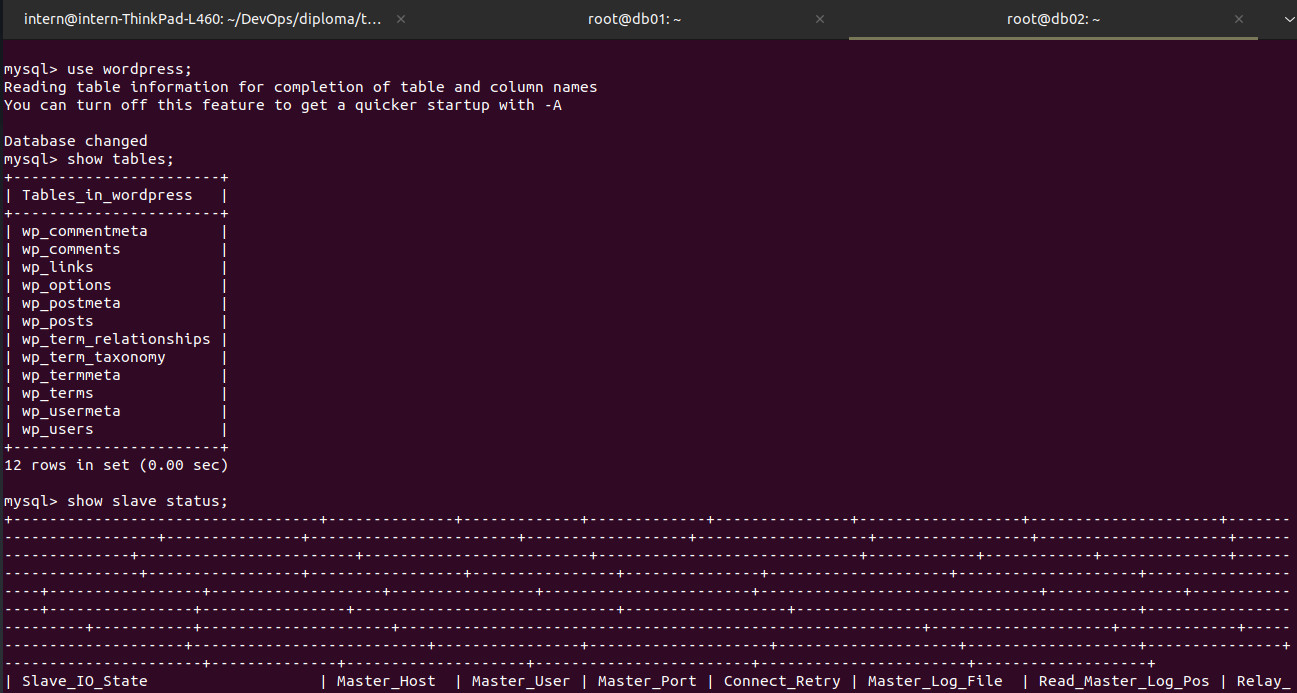 intern@intern-ThinkPad-L460: ~/DevOps/diploma/t... × root@db01: ~ × root@db02: ~ ×
mysql> use wordpress;
Reading table information for completion of table and column names
You can turn off this feature to get a quicker startup with -A
Database changed
mysql> show tables;
+-----------------------+
| Tables_in_wordpress   |
+-----------------------+
| wp_commentmeta        |
| wp_comments           |
| wp_links              |
| wp_options            |
| wp_postmeta           |
| wp_posts              |
| wp_term_relationships |
| wp_term_taxonomy      |
| wp_termmeta           |
| wp_terms              |
| wp_usermeta           |
| wp_users              |
+-----------------------+
12 rows in set (0.00 sec)
mysql> show slave status;
| Slave_IO_State                   | Master_Host  | Master_User | Master_Port | Connect_Retry | Master_Log_File  | Read_Master_Log_Pos | Relay_